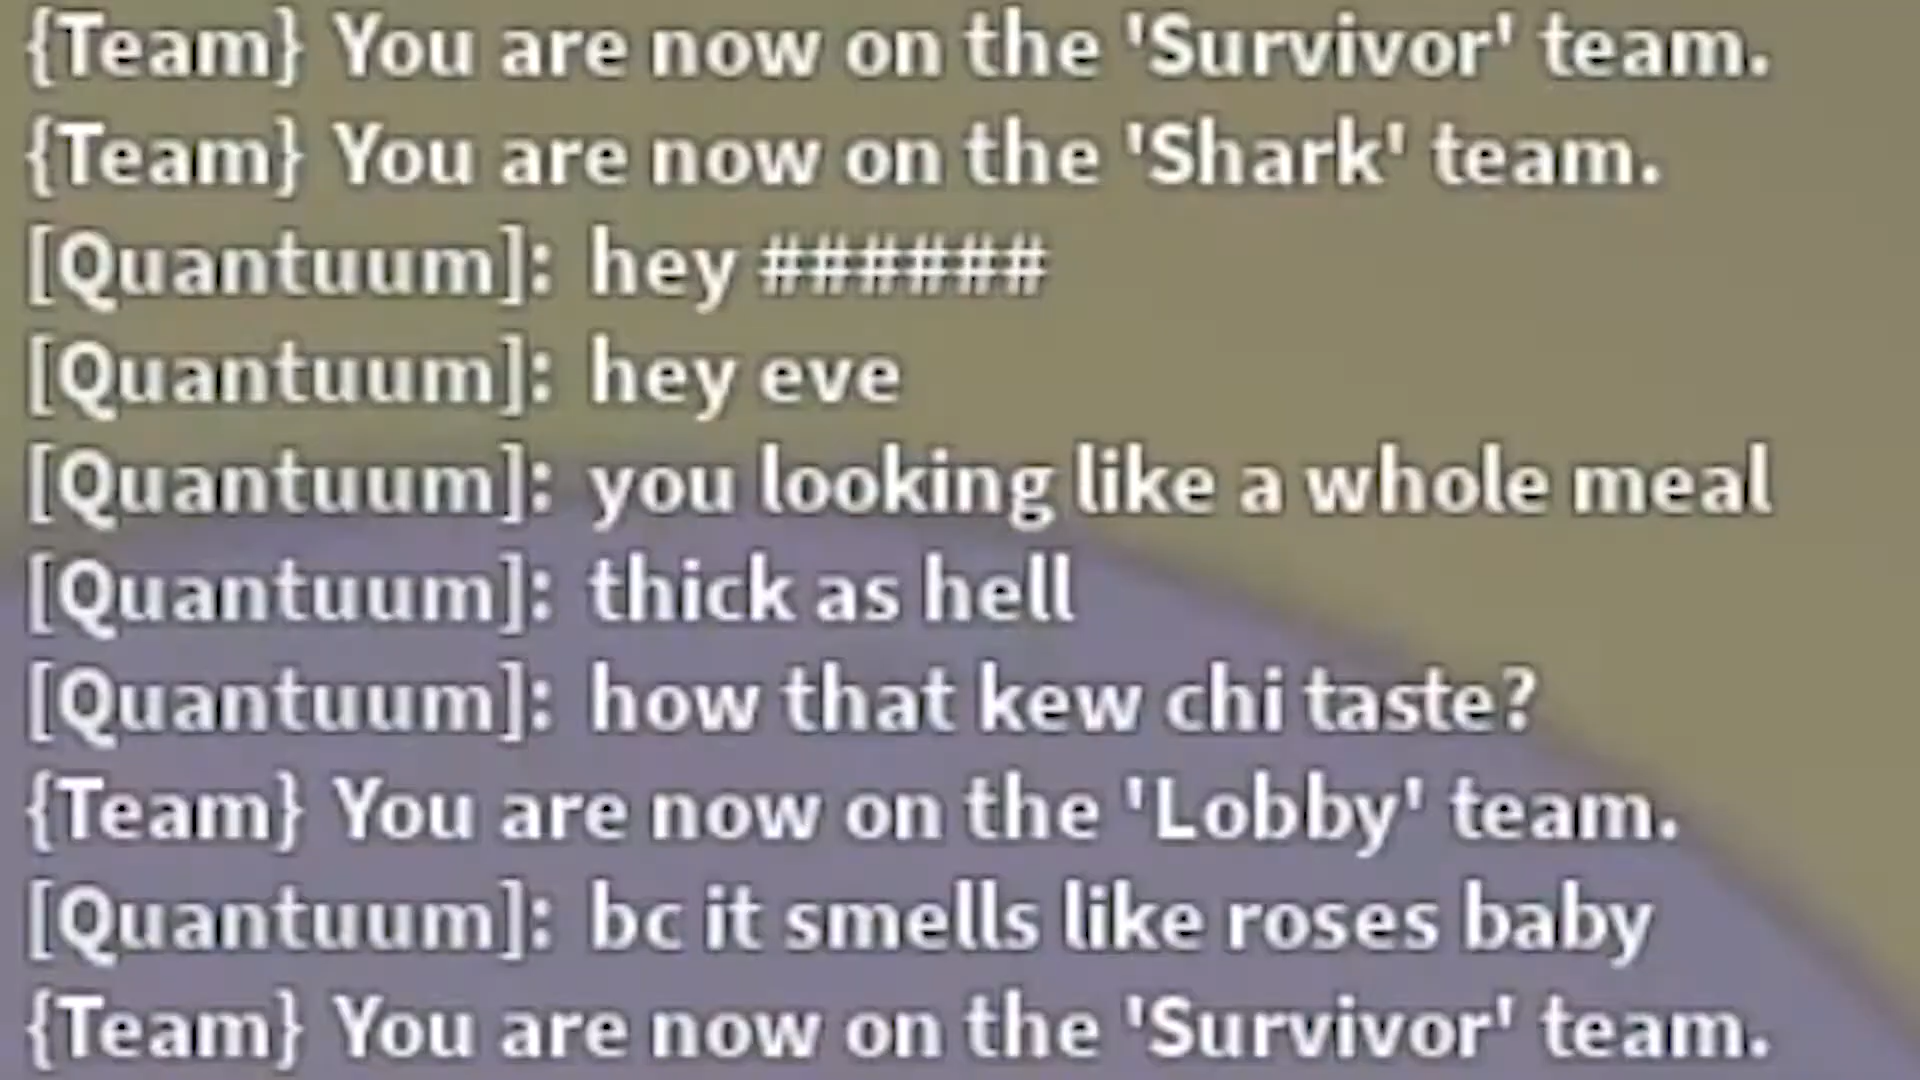 {Team} You are now on the 'Survivor' team.
{Team} You are now on the 'Shark' team.
[Quantuum]: hey ######
[Quantuum]: hey eve
[Quantuum]: you looking like a whole meal
[Quantuum]: thick as hell
[Quantuum]: how that kew chi taste?
{Team} You are now on the 'Lobby' team.
[Quantuum]: bc it smells like roses baby
{Team} You are now on the 'Survivor' team.